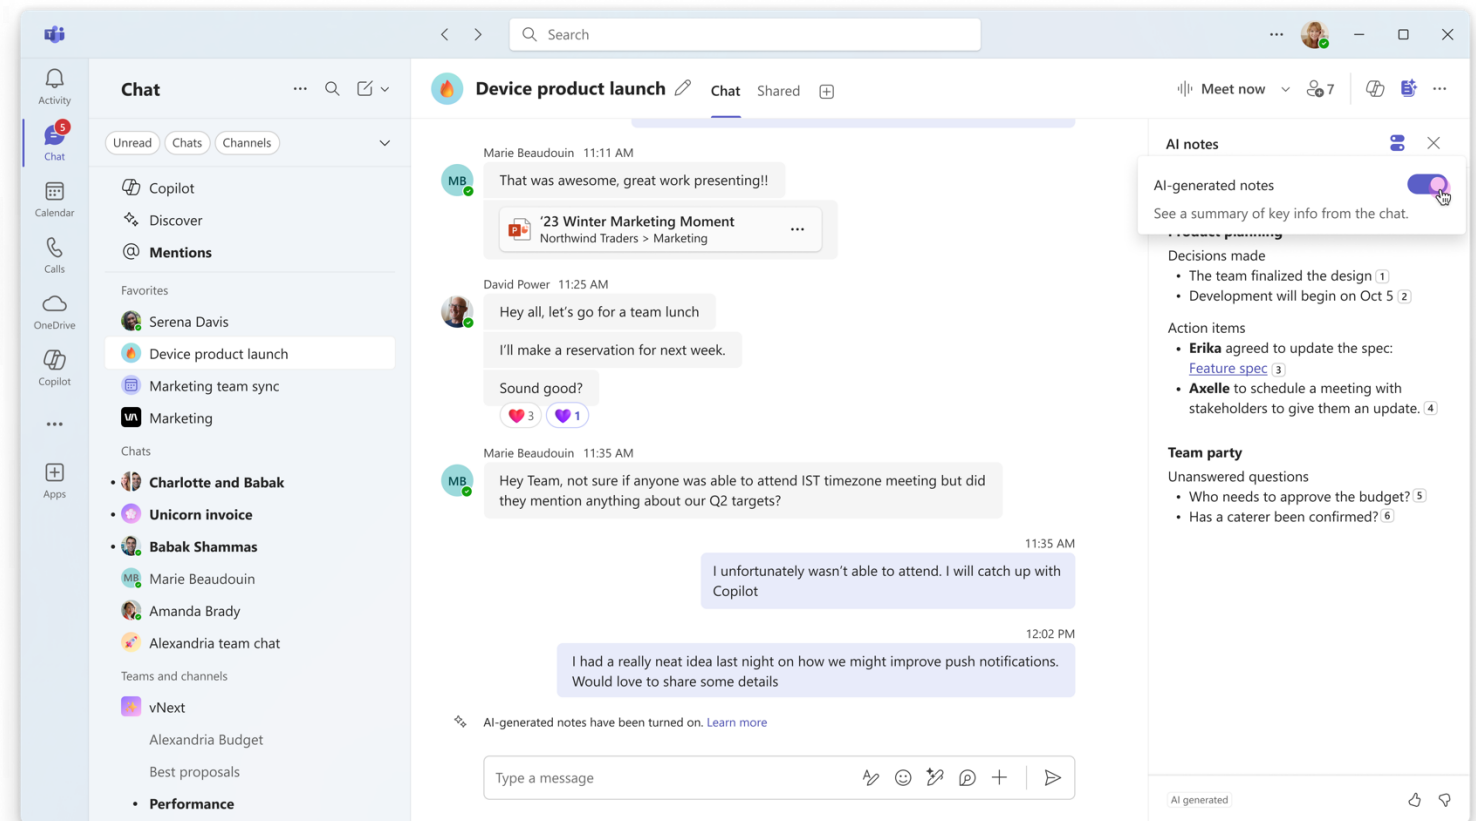 Search
Activity
5
Chat
Calendar
Calls
OneDrive
Copilot
Apps
Chat
Unread
Chats
Channels
Copilot
Discover
Mentions
Favorites
Serena Davis
Device product launch
Marketing team sync
Marketing
Chats
Charlotte and Babak
Unicorn invoice
Babak Shammas
MB
Marie Beaudouin
Amanda Brady
Alexandria team chat
Teams and channels
vNext
Alexandria Budget
Best proposals
Performance
Device product launch
Chat
Shared
Meet now
7
Marie Beaudouin 11:11 AM
MB
That was awesome, great work presenting!!
'23 Winter Marketing Moment
Northwind Traders > Marketing
David Power 11:25 AM
Hey all, let's go for a team lunch
I'll make a reservation for next week.
Sound good?
3
1
Marie Beaudouin 11:35 AM
MB
Hey Team, not sure if anyone was able to attend IST timezone meeting but did
they mention anything about our Q2 targets?
11:35 AM
I unfortunately wasn't able to attend. I will catch up with
Copilot
12:02 PM
I had a really neat idea last night on how we might improve push notifications.
Would love to share some details
AI-generated notes have been turned on. Learn more
Type a message
AI notes
AI-generated notes
See a summary of key info from the chat.
Product planning
Decisions made
• The team finalized the design 1
• Development will begin on Oct 5 2
Action items
• Erika agreed to update the spec:
Feature spec 3
• Axelle to schedule a meeting with
stakeholders to give them an update. 4
Team party
Unanswered questions
• Who needs to approve the budget? 5
• Has a caterer been confirmed? 6
AI generated